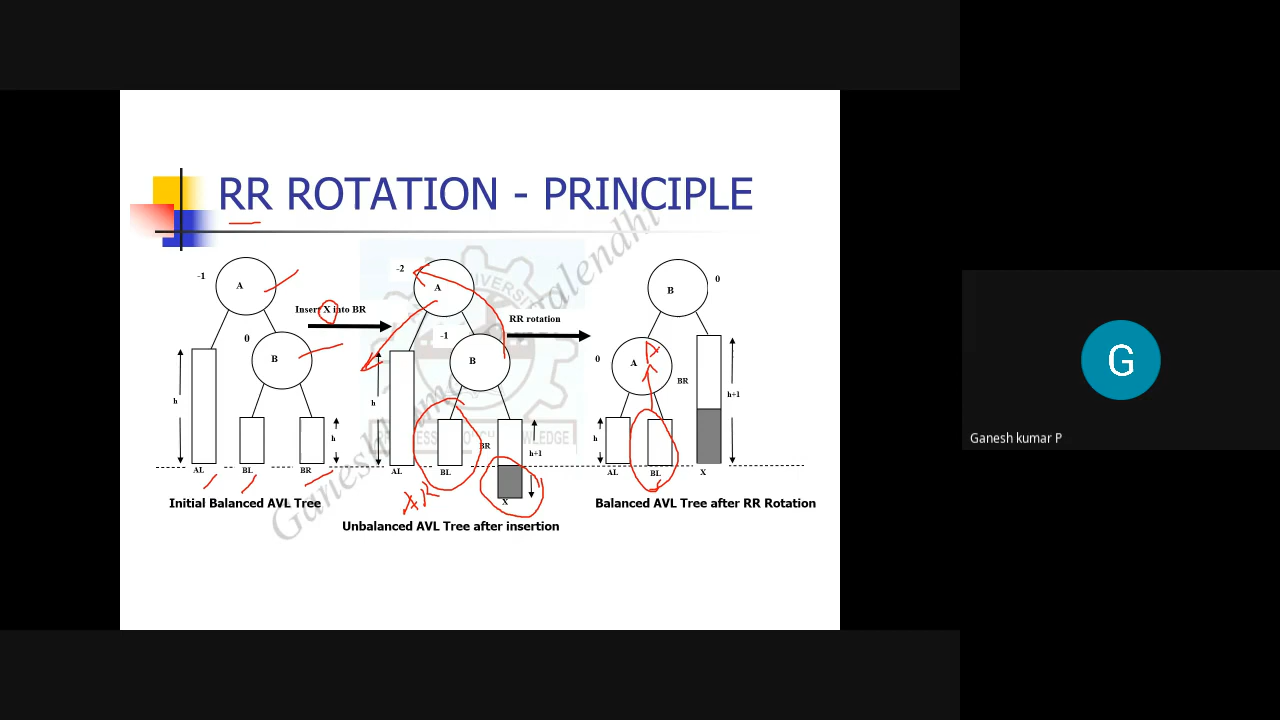 RR ROTATION - PRINCIPLE
-1
A
0
B
h
h
AL
BL
BR
Initial Balanced AVL Tree
Insert X into BR
-2
A
-1
B
h
BR
h+1
AL
BL
X
AR
Unbalanced AVL Tree after insertion
RR rotation
B
0
0
A
BR
h
h+1
AL
BL
X
Balanced AVL Tree after RR Rotation
G
Ganesh kumar P